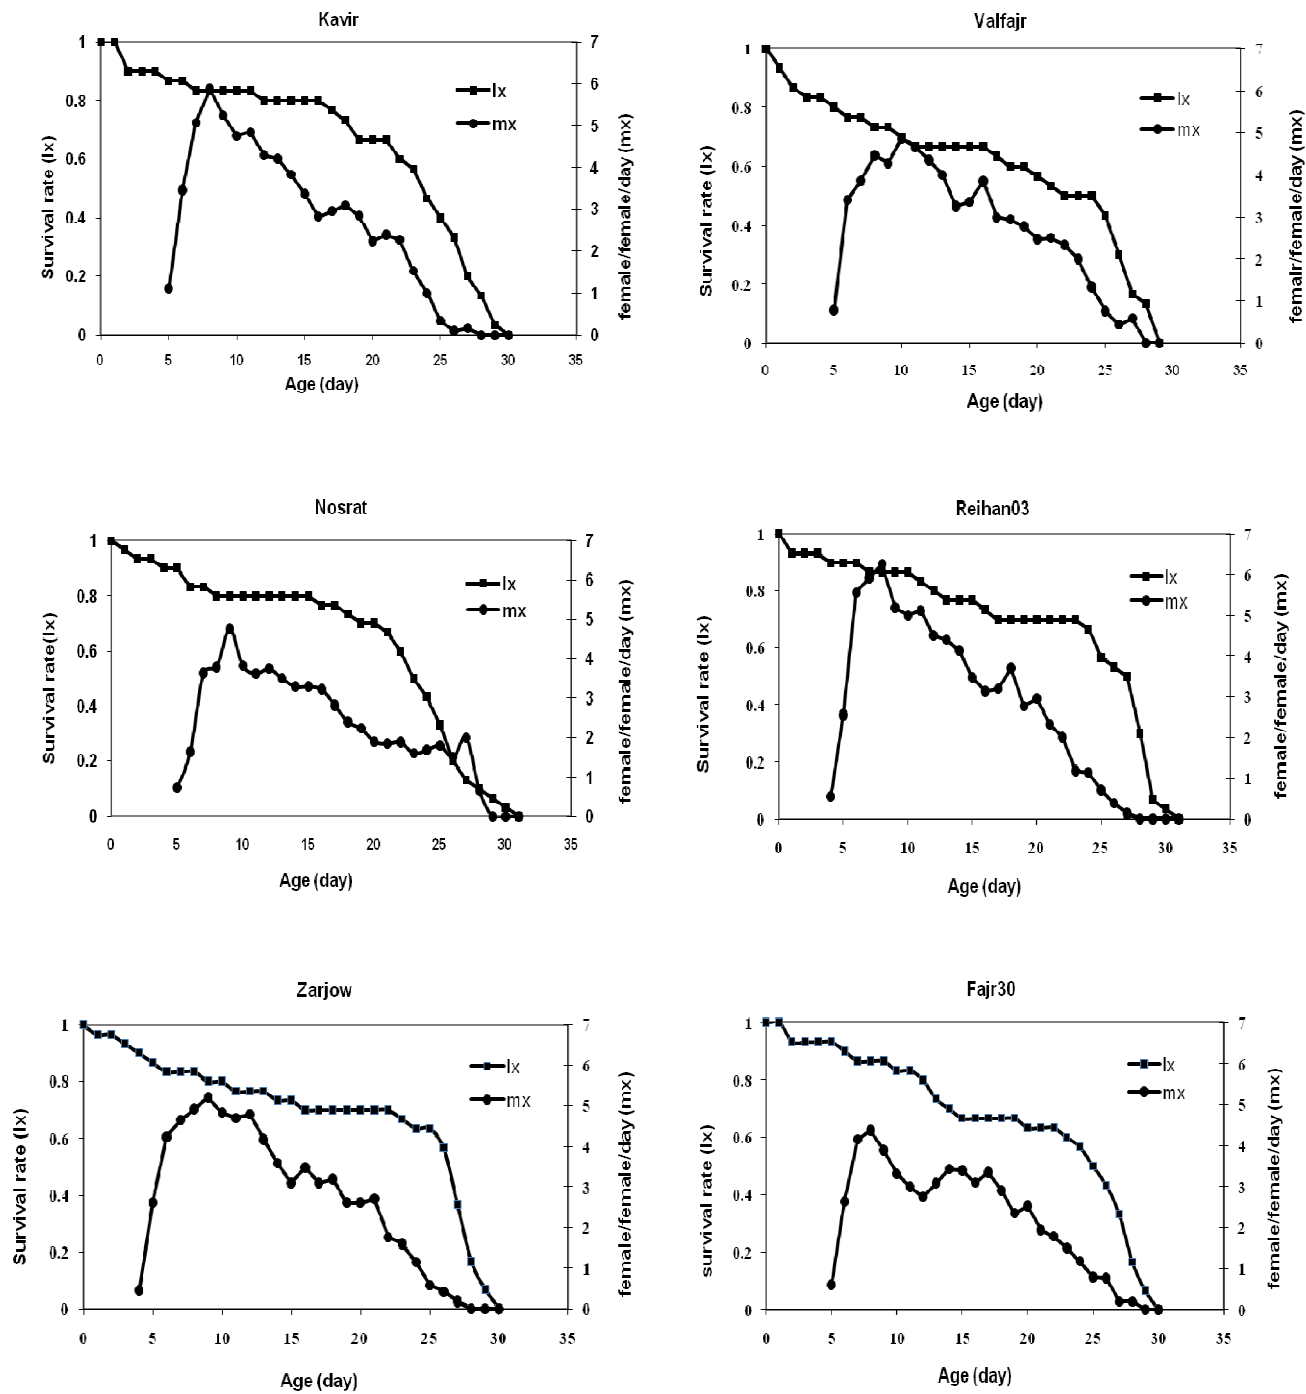 Kavir
1
0.8
0.6
0.4
0.2
0
Survival rate (lx)
7
6
5
4
3
2
1
0
female/female/day (mx)
lx
mx
0 5 10 15 20 25 30 35
Age (day)
Valfajr
1
0.8
0.6
0.4
0.2
0
Survival rate (lx)
7
6
5
4
3
2
1
0
femalr/female/day (mx)
lx
mx
0 5 10 15 20 25 30 35
Age (day)
Nosrat
1
0.8
0.6
0.4
0.2
0
Survival rate(lx)
7
6
5
4
3
2
1
0
female/female/day (mx)
lx
mx
0 5 10 15 20 25 30 35
Age (day)
Reihan03
1
0.8
0.6
0.4
0.2
0
Survival rate (lx)
7
6
5
4
3
2
1
0
female/female/day (mx)
lx
mx
0 5 10 15 20 25 30 35
Age (day)
Zarjow
1
0.8
0.6
0.4
0.2
0
Survival rate (lx)
7
6
5
4
3
2
1
0
female/female/day (mx)
lx
mx
0 5 10 15 20 25 30 35
Age (day)
Fajr30
1
0.8
0.6
0.4
0.2
0
survival rate (lx)
7
6
5
4
3
2
1
0
female/female/day (mx)
lx
mx
0 5 10 15 20 25 30 35
Age (day)